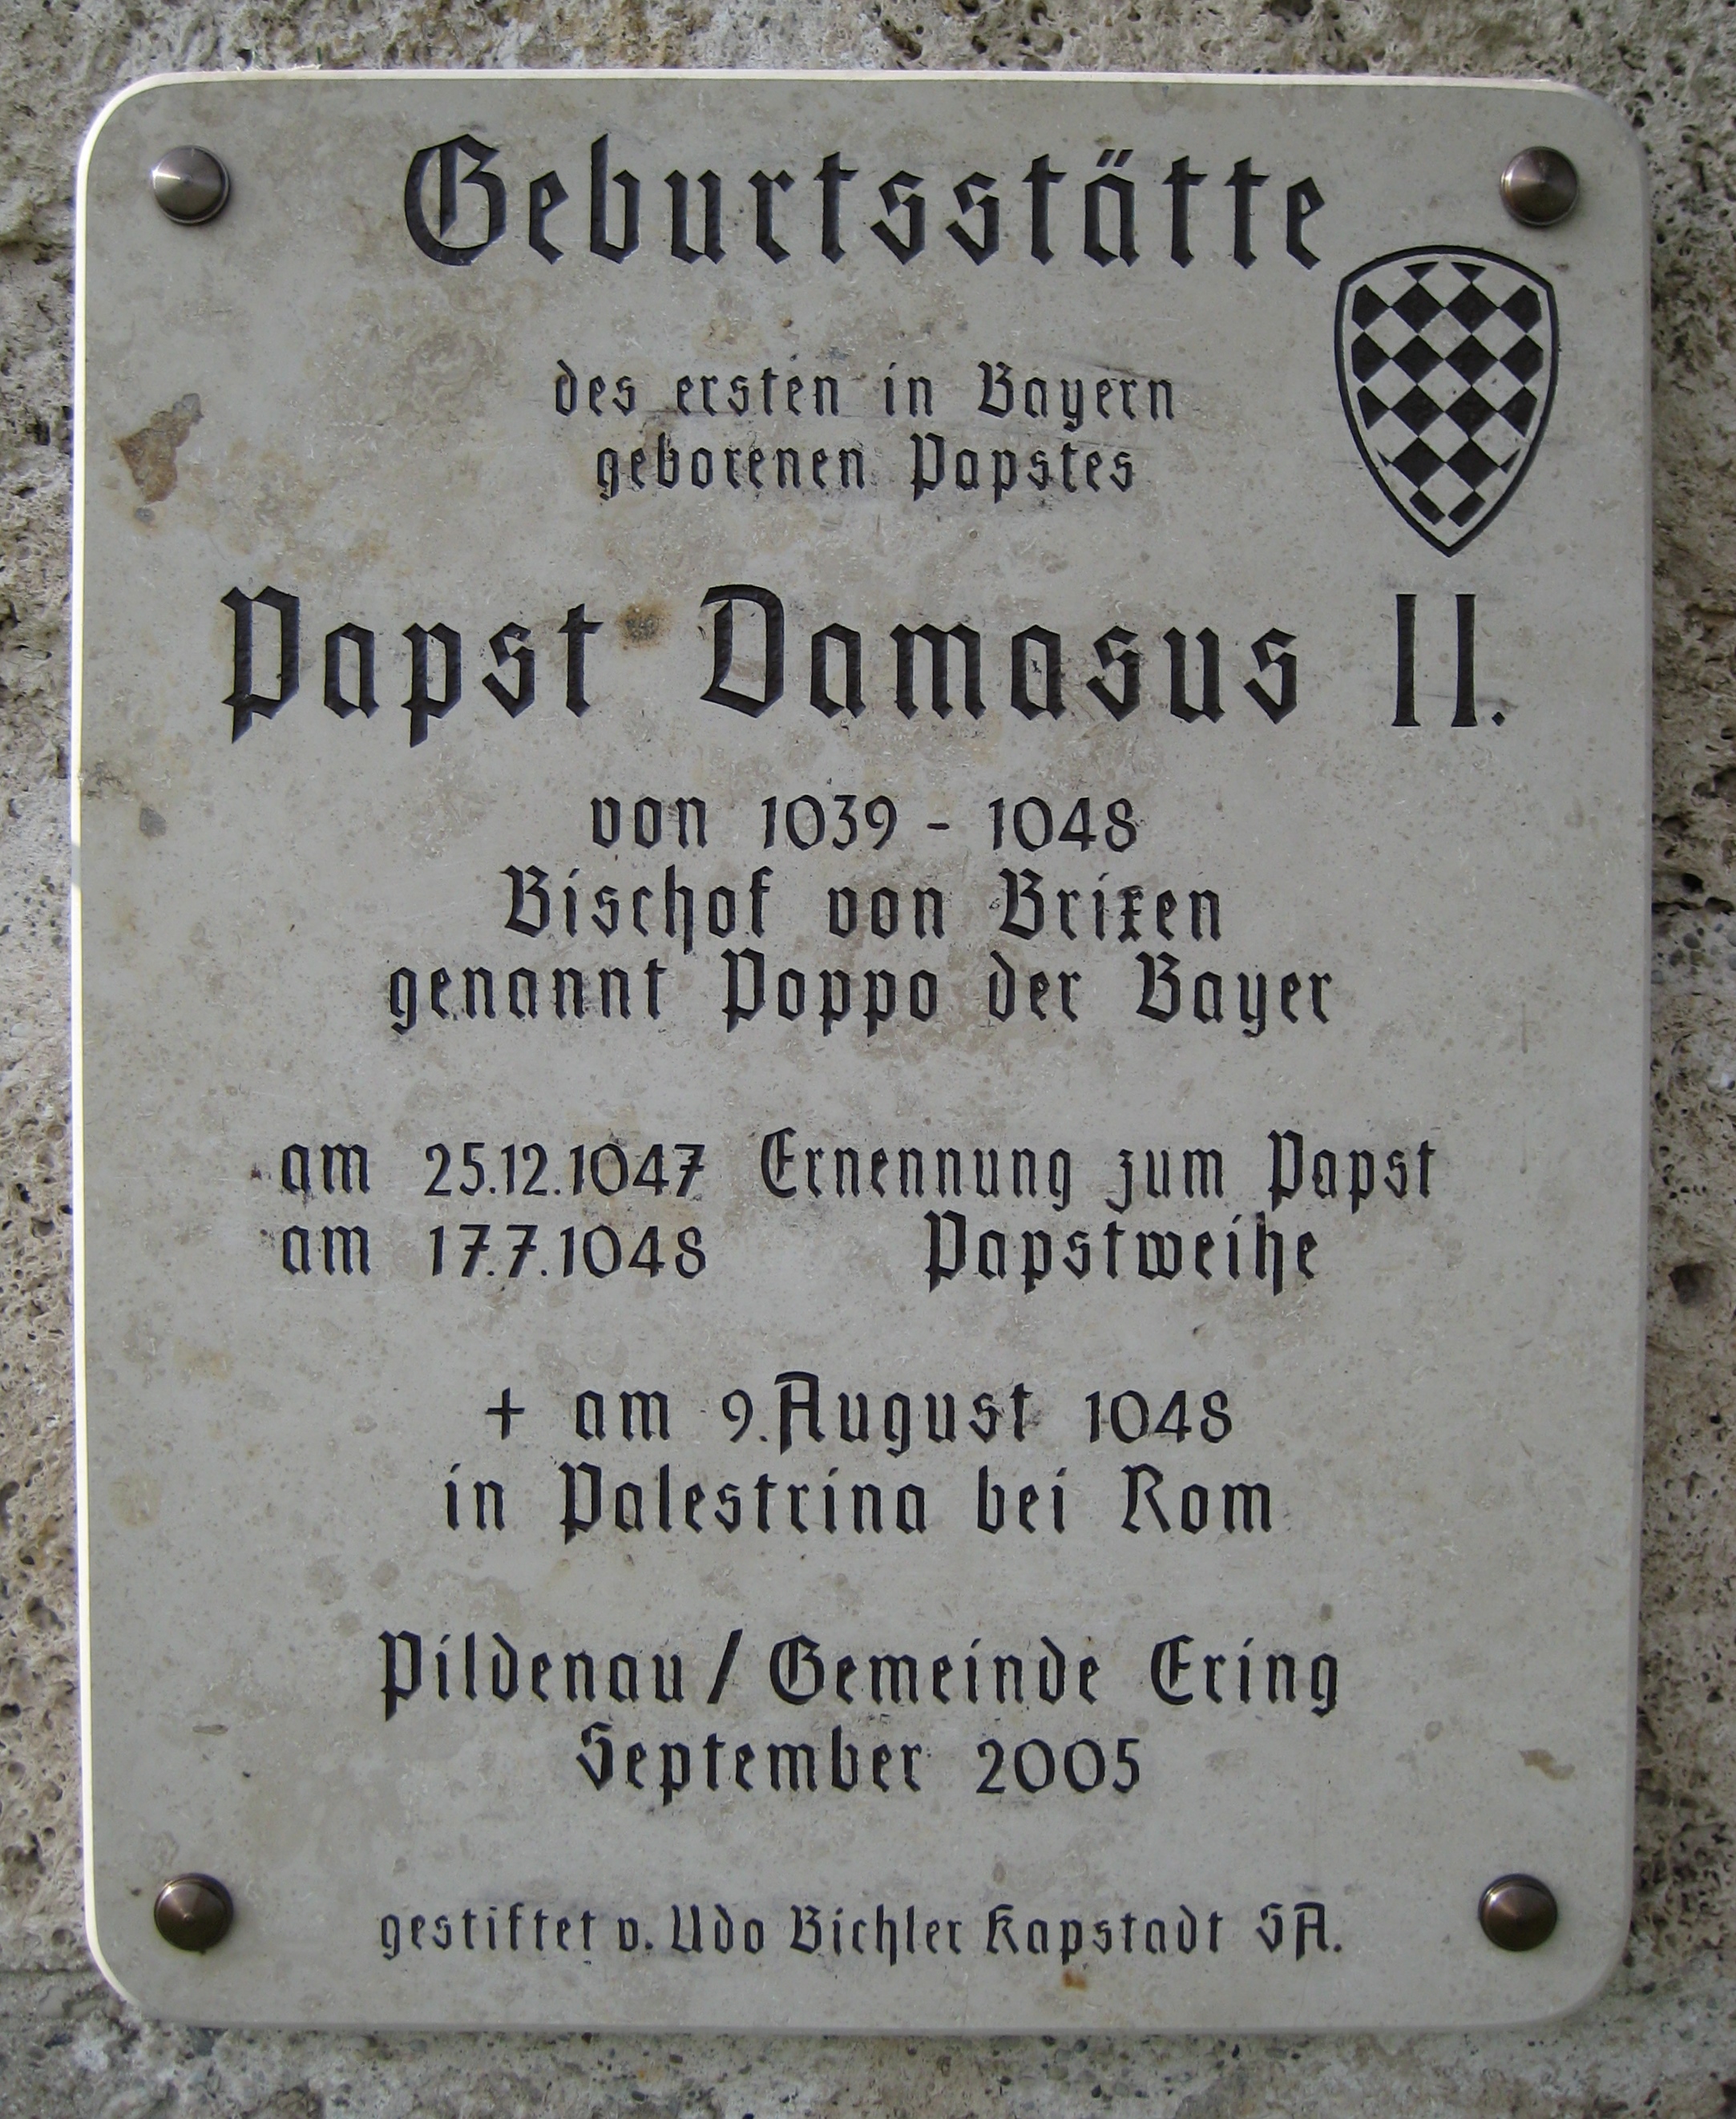 Geburtsstätte
des ersten in Bayern
geborenen Papstes
Papst Damasus II.
von 1039 - 1048
Bischof von Brixen
genannt Poppo der Bayer
am 25.12.1047 Ernennung zum Papst
am 17.7.1048 Papstweihe
+ am 9. August 1048
in Palestrina bei Rom
Pildenau / Gemeinde Ering
September 2005
gestiftet v. Udo Bichler Kapstadt SA.